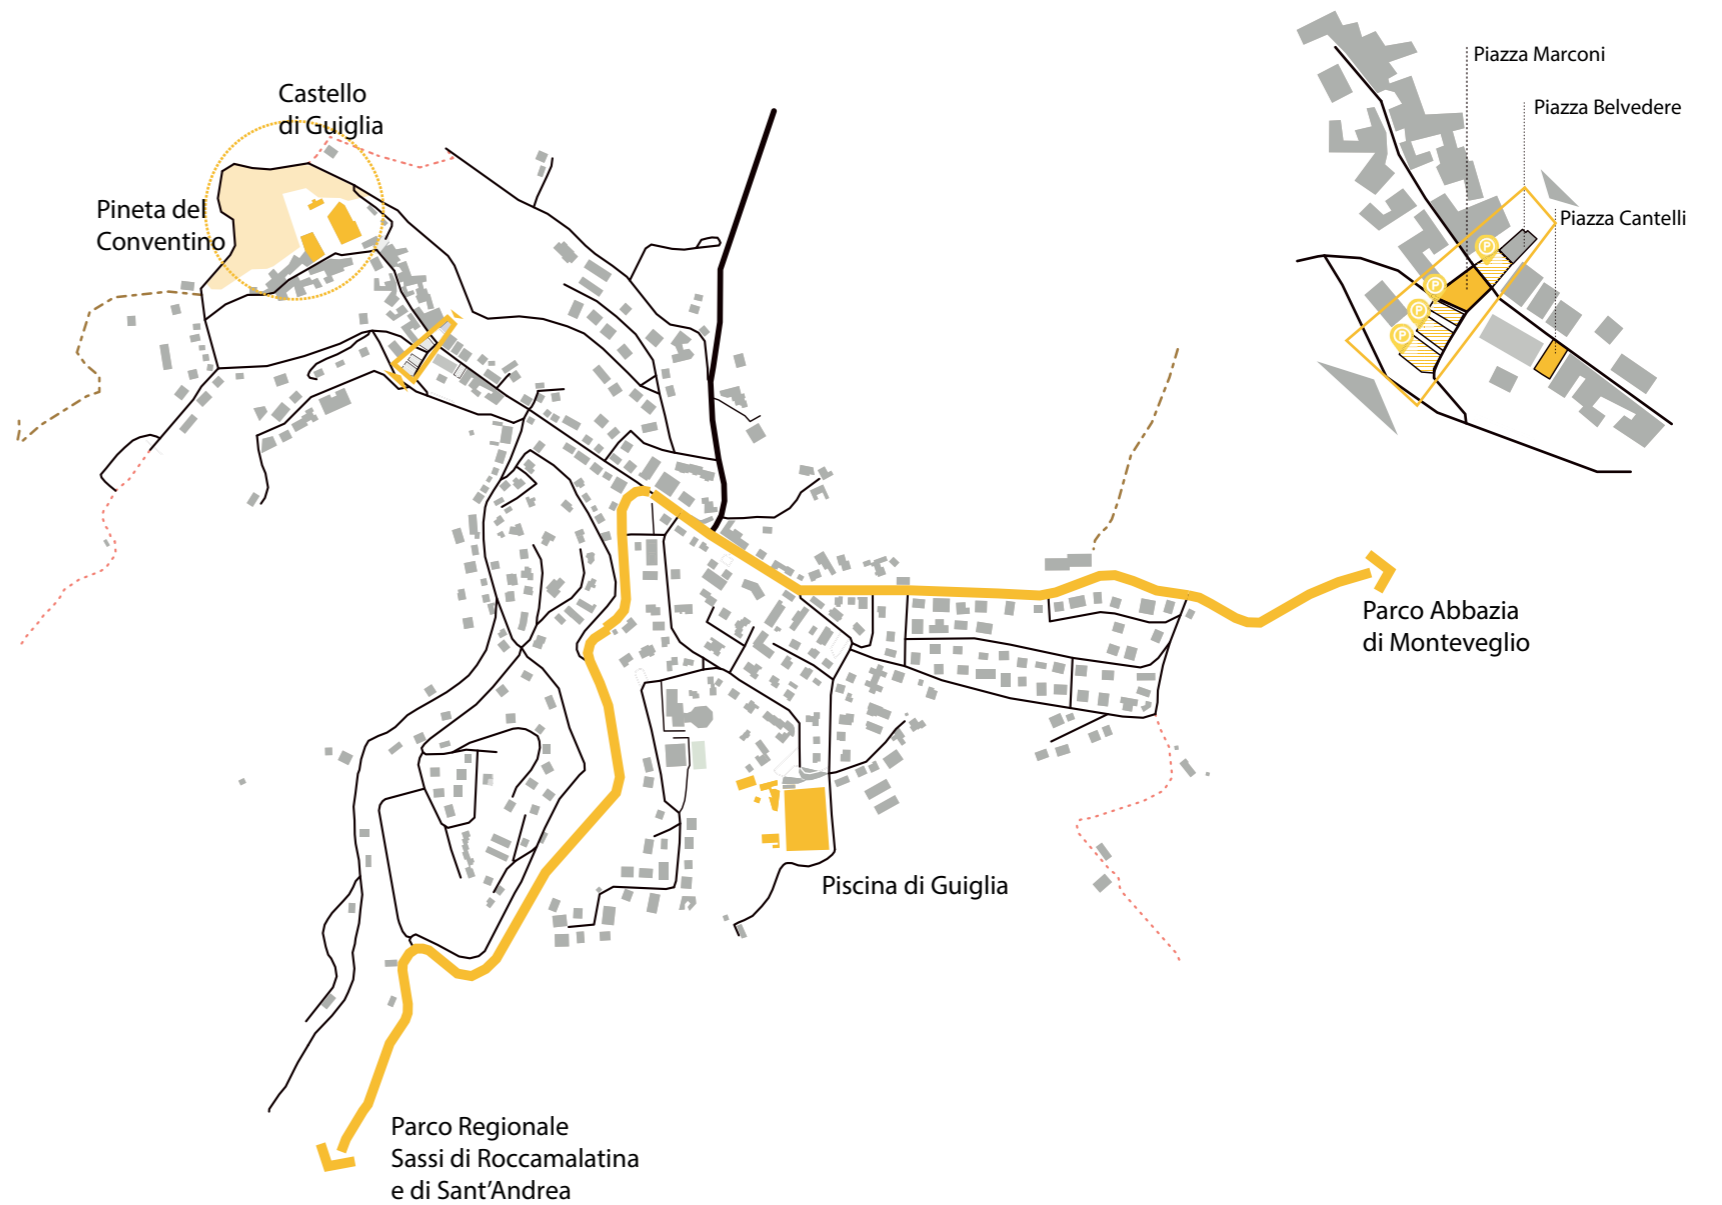 Castello
di Guiglia
Pineta del
Conventino
Piazza Marconi
Piazza Belvedere
Piazza Cantelli
P
P
P
P
Parco Abbazia
di Monteveglio
Piscina di Guiglia
Parco Regionale
Sassi di Roccamalatina
e di Sant'Andrea